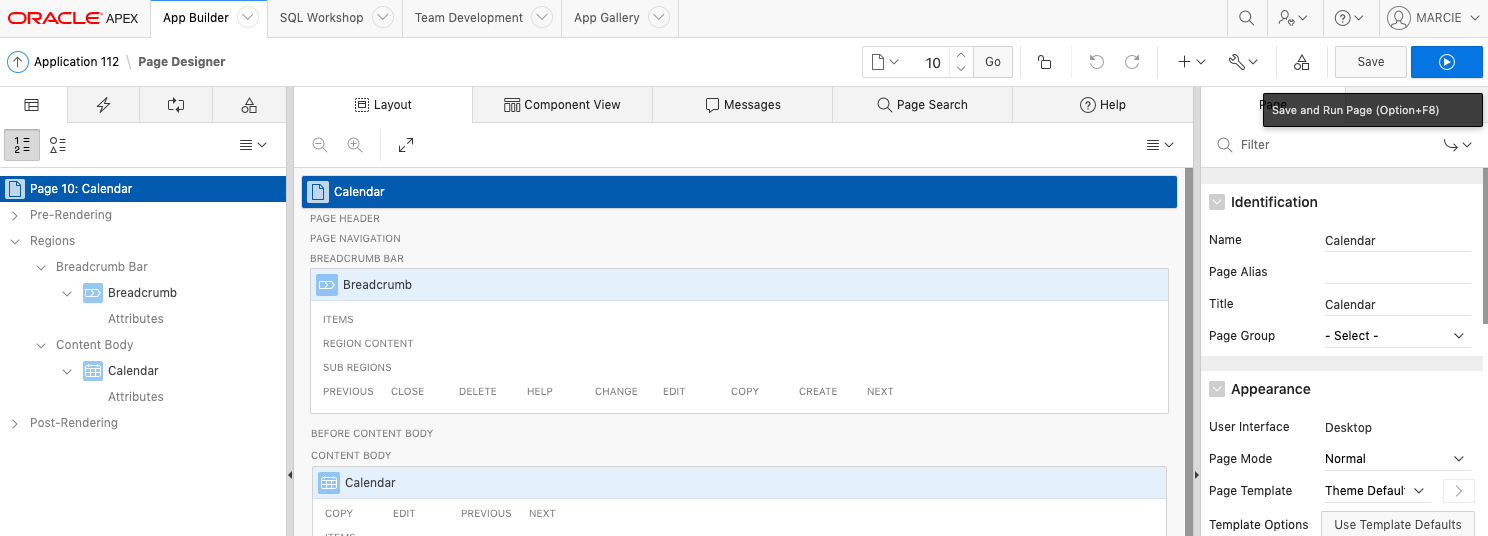 ORACLE APEX App Builder SQL Workshop Team Development App Gallery MARCIE
Application 112 \ Page Designer 10 Go Save
Layout Component View Messages Page Search Help
Save and Run Page (Option+F8)
Filter
Page 10: Calendar
Pre-Rendering
Regions
Breadcrumb Bar
Breadcrumb
Attributes
Content Body
Calendar
Attributes
Post-Rendering
Calendar
PAGE HEADER
PAGE NAVIGATION
BREADCRUMB BAR
Breadcrumb
ITEMS
REGION CONTENT
SUB REGIONS
PREVIOUS CLOSE DELETE HELP CHANGE EDIT COPY CREATE NEXT
BEFORE CONTENT BODY
CONTENT BODY
Calendar
COPY EDIT PREVIOUS NEXT
ITEMS
Identification
Name Calendar
Page Alias
Title Calendar
Page Group - Select -
Appearance
User Interface Desktop
Page Mode Normal
Page Template Theme Default
Template Options Use Template Defaults